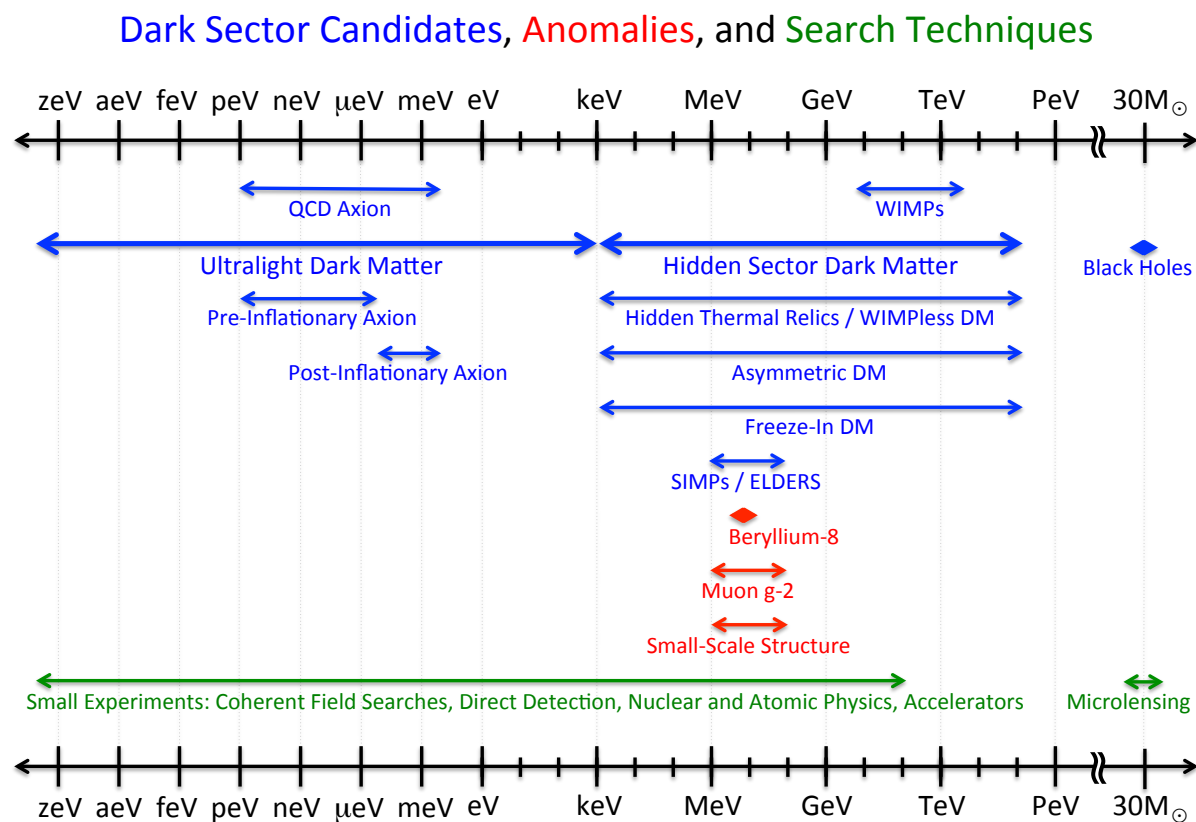 Dark Sector Candidates, Anomalies, and Search Techniques
zeV aeV feV peV neV μeV meV eV keV MeV GeV TeV PeV 30M☉
QCD Axion WIMPs
Ultralight Dark Matter Hidden Sector Dark Matter Black Holes
Pre-Inflationary Axion Hidden Thermal Relics / WIMPless DM
Post-Inflationary Axion Asymmetric DM
Freeze-In DM
SIMPs / ELDERS
Beryllium-8
Muon g-2
Small-Scale Structure
Small Experiments: Coherent Field Searches, Direct Detection, Nuclear and Atomic Physics, Accelerators Microlensing
zeV aeV feV peV neV μeV meV eV keV MeV GeV TeV PeV 30M☉